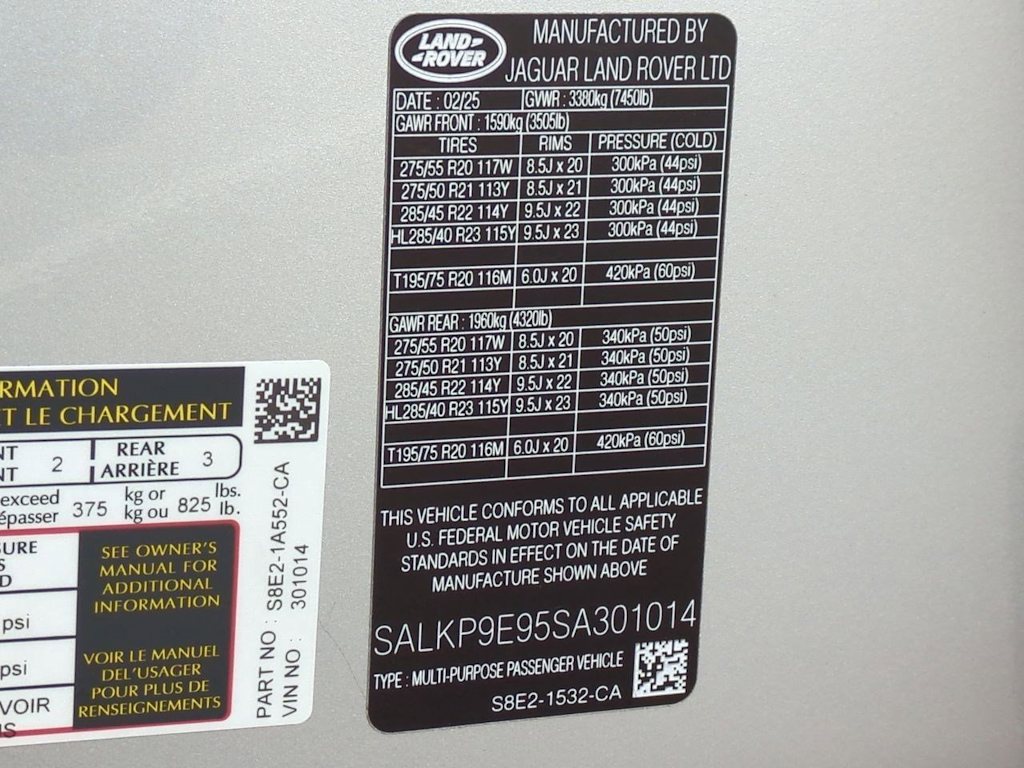 LAND-
-ROVER
MANUFACTURED BY
JAGUAR LAND ROVER LTD
DATE : 02/25 GVWR : 3380kg (7450lb)
GAWR FRONT : 1590kg (3505lb)
TIRES RIMS PRESSURE (COLD)
275/55 R20 117W 8.5J x 20 300kPa (44psi)
275/50 R21 113Y 8.5J x 21 300kPa (44psi)
285/45 R22 114Y 9.5J x 22 300kPa (44psi)
HL285/40 R23 115Y 9.5J x 23 300kPa (44psi)
T195/75 R20 116M 6.0J x 20 420kPa (60psi)
GAWR REAR : 1960kg (4320lb)
275/55 R20 117W 8.5J x 20 340kPa (50psi)
275/50 R21 113Y 8.5J x 21 340kPa (50psi)
285/45 R22 114Y 9.5J x 22 340kPa (50psi)
HL285/40 R23 115Y 9.5J x 23 340kPa (50psi)
T195/75 R20 116M 6.0J x 20 420kPa (60psi)
THIS VEHICLE CONFORMS TO ALL APPLICABLE
U.S. FEDERAL MOTOR VEHICLE SAFETY
STANDARDS IN EFFECT ON THE DATE OF
MANUFACTURE SHOWN ABOVE
SALKP9E95SA301014
TYPE : MULTI-PURPOSE PASSENGER VEHICLE
S8E2-1532-CA
RMATION
ET LE CHARGEMENT
NT 2 REAR 3
NT ARRIÈRE
exceed 375 kg or 825 lbs.
épasser kg ou lb.
SURE
S
D
psi
psi
VOIR
US
SEE OWNER'S
MANUAL FOR
ADDITIONAL
INFORMATION
VOIR LE MANUEL
DEL'USAGER
POUR PLUS DE
RENSEIGNEMENTS
PART NO : S8E2-1A552-CA
VIN NO : 301014